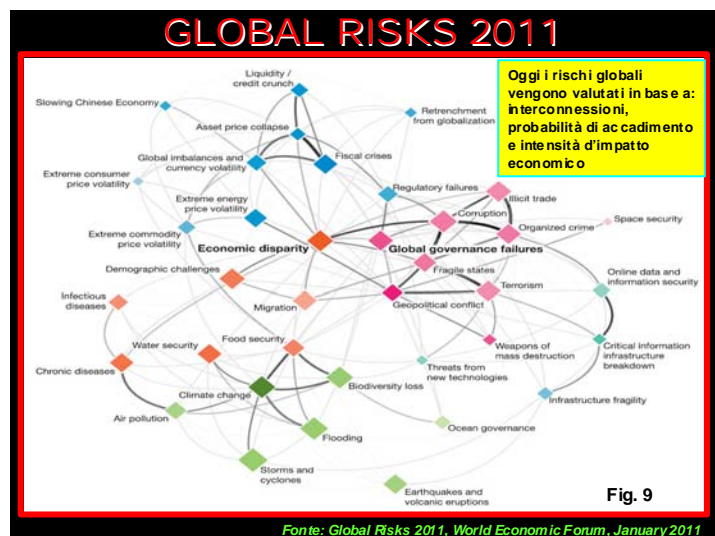 GLOBAL RISKS 2011
Oggi i rischi globali
vengono valutati in base a:
interconnessioni,
probabilità di accadimento
e intensità d'impatto
economico
Liquidity /
credit crunch
Slowing Chinese Economy
Retrenchment
from globalization
Asset price collapse
Global imbalances and
currency volatility
Fiscal crises
Extreme consumer
price volatility
Regulatory failures
Illicit trade
Extreme energy
price volatility
Corruption
Space security
Extreme commodity
price volatility
Organized crime
Economic disparity
Global governance failures
Demographic challenges
Fragile states
Online data and
information security
Terrorism
Infectious
diseases
Migration
Geopolitical conflict
Water security
Food security
Weapons of
mass destruction
Critical information
infrastructure
breakdown
Chronic diseases
Threats from
new technologies
Climate change
Biodiversity loss
Infrastructure fragility
Air pollution
Ocean governance
Flooding
Storms and
cyclones
Earthquakes and
volcanic eruptions
Fig. 9
Fonte: Global Risks 2011, World Economic Forum, January 2011